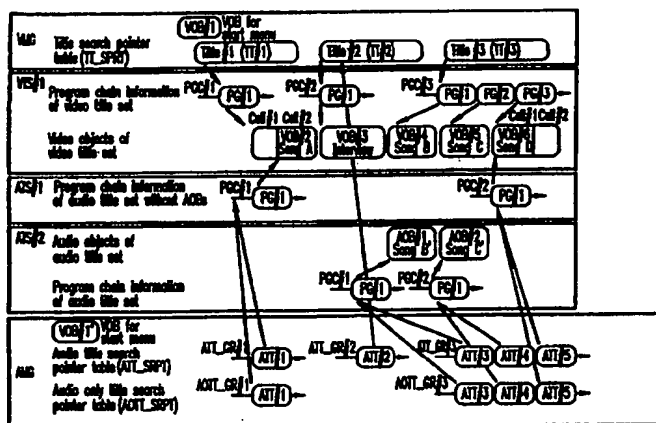 VOB#1 VOB for
start menu
VMG Title search pointer
table (TT_SPRT)
Title #1 (TT#1) Title #2 (TT#2) Title #3 (TT#3)
VTS#1 Program chain information
of video title set
PGC#1 PG#1 PGC#2 PG#1 PGC#3 PG#1 PG#2 PG#3
Cell#1 Cell#2 Cell#1 Cell#2
Video objects of
video title set
VOB#2
Song A
VOB#3
Interview
VOB#4
Song B
VOB#5
Song C
VOB#6
Song D
ATS#1 Program chain information
of audio title set without AOBs
PGC#1 PG#1 PGC#2 PG#1
ATS#2 Audio objects of
audio title set
AOB#1
Song B'
AOB#2
Song C'
Program chain information
of audio title set
PGC#1 PG#1 PGC#2 PG#1
VOB#1 VOB for
start menu
AMG Audio title search
pointer table (ATT_SRPT)
ATT_GR#1 ATT#1 ATT_GR#2 ATT#2 ATT_GR#3 ATT#3 ATT#4 ATT#5
Audio only title search
pointer table (AOTT_SRPT)
AOTT_GR#1 ATT#1 AOTT_GR#3 ATT#3 ATT#4 ATT#5